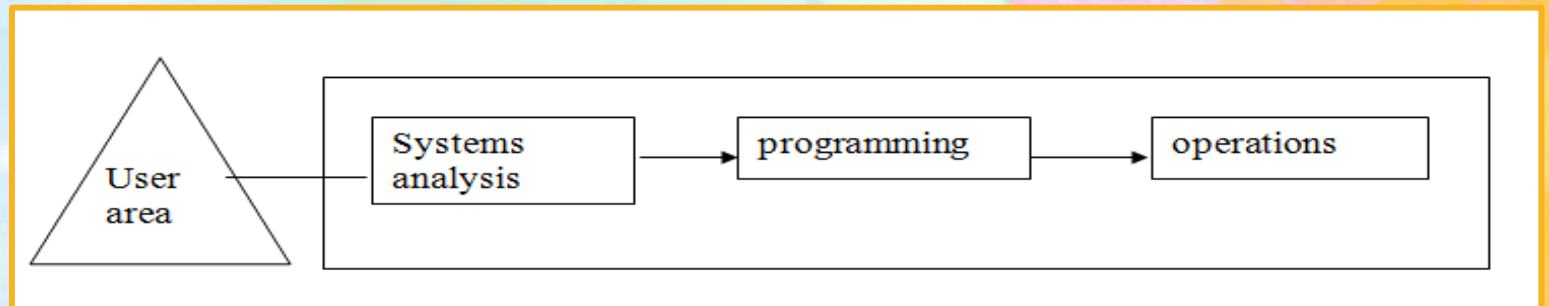 User
area
Systems
analysis
programming
operations